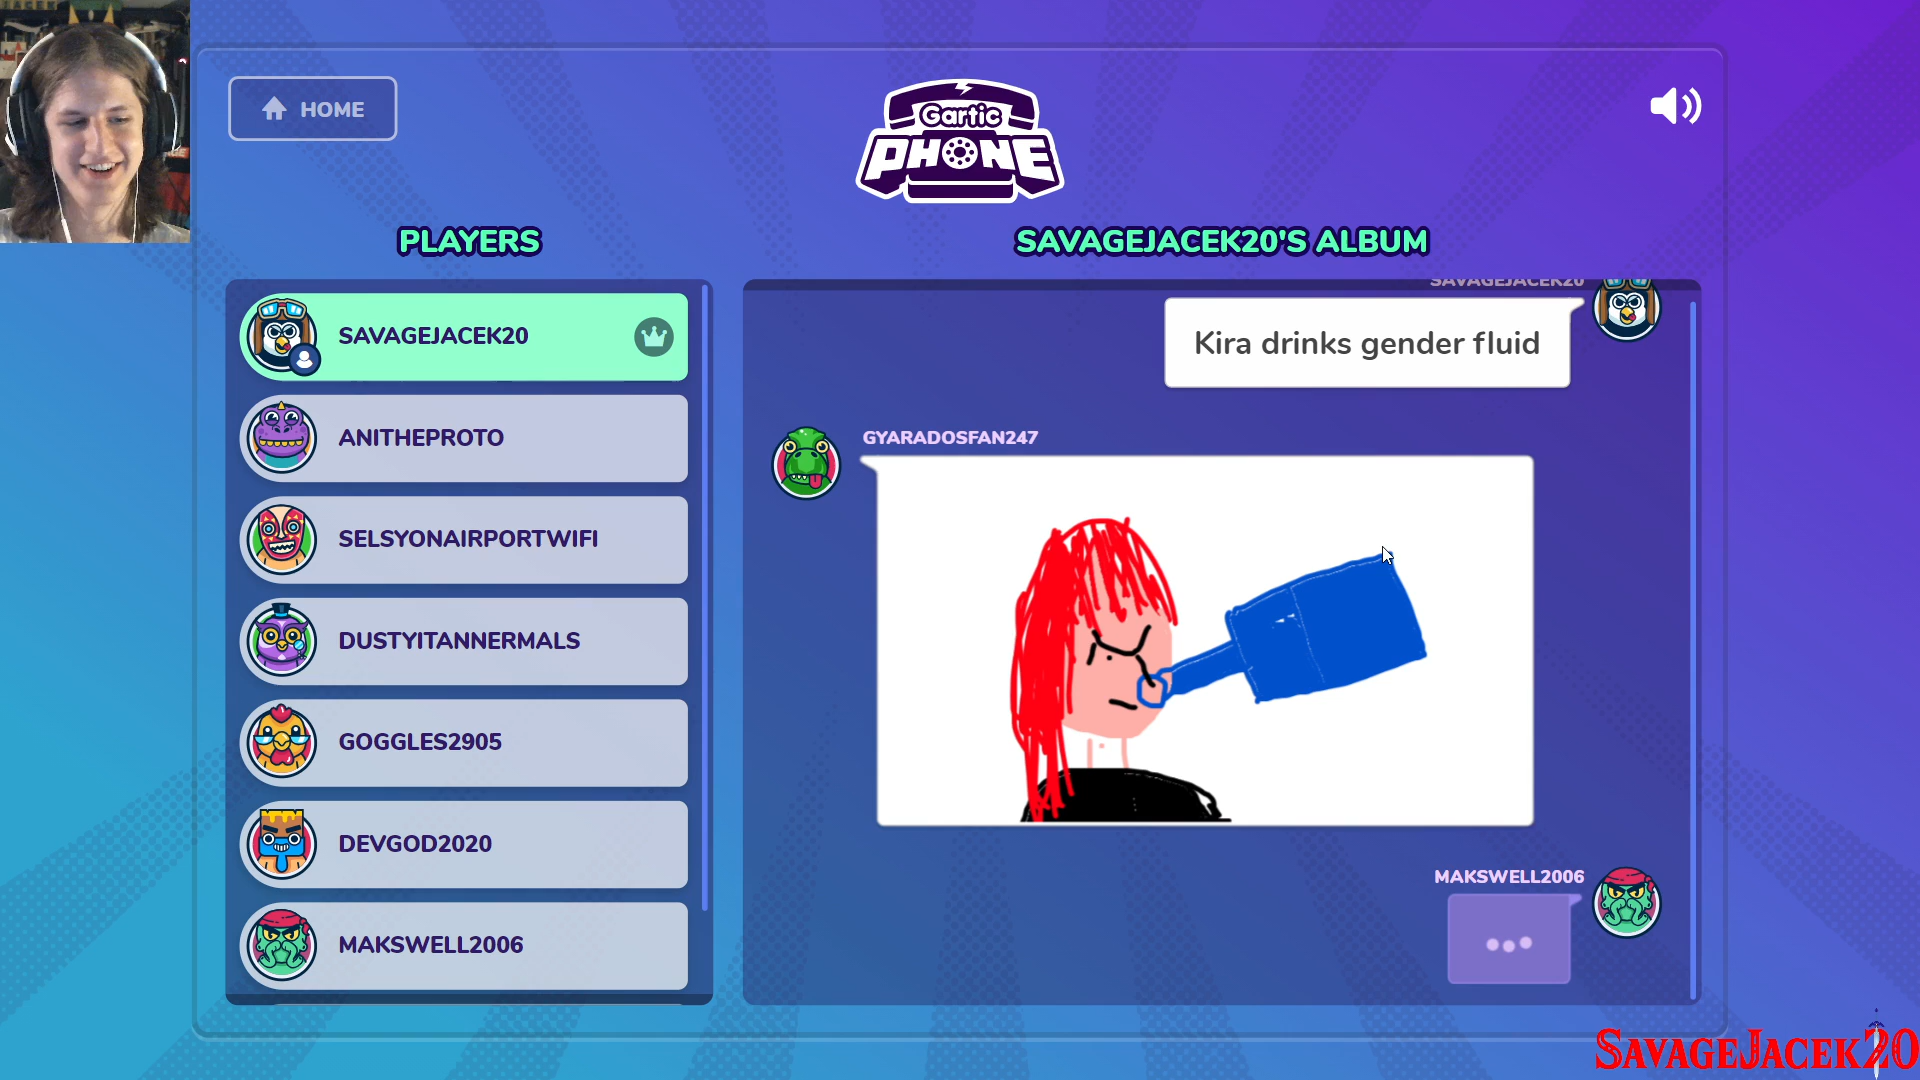 HOME
Gartic
PHONE
PLAYERS
SAVAGEJACEK20'S ALBUM
SAVAGEJACEK20
SAVAGEJACEK20
Kira drinks gender fluid
ANITHEPROTO
GYARADOSFAN247
SELSYONAIRPORTWIFI
DUSTYITANNERMALS
GOGGLES2905
DEVGOD2020
MAKSWELL2006
MAKSWELL2006
...
SAVAGEJACEK20